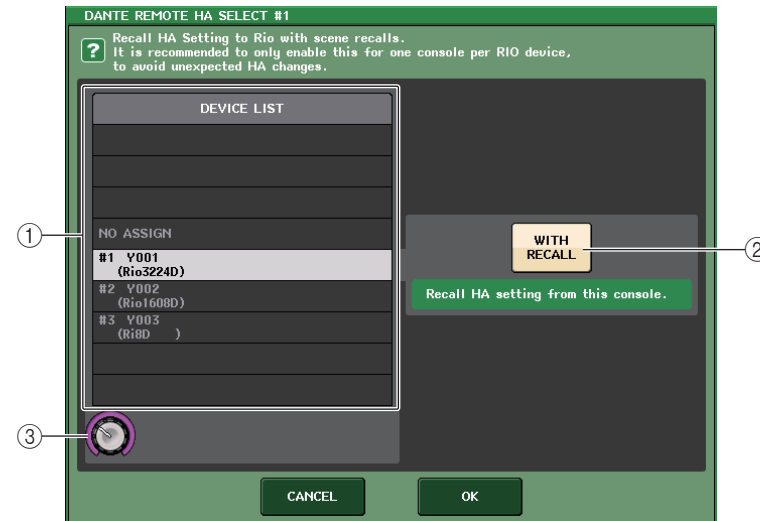 DANTE REMOTE HA SELECT #1
?
Recall HA Setting to Rio with scene recalls.
It is recommended to only enable this for one console per RIO device,
to avoid unexpected HA changes.
DEVICE LIST
NO ASSIGN
#1 Y001
(Rio3224D)
#2 Y002
(Rio1608D)
#3 Y003
(Ri8D )
WITH
RECALL
Recall HA setting from this console.
①
②
③
CANCEL
OK